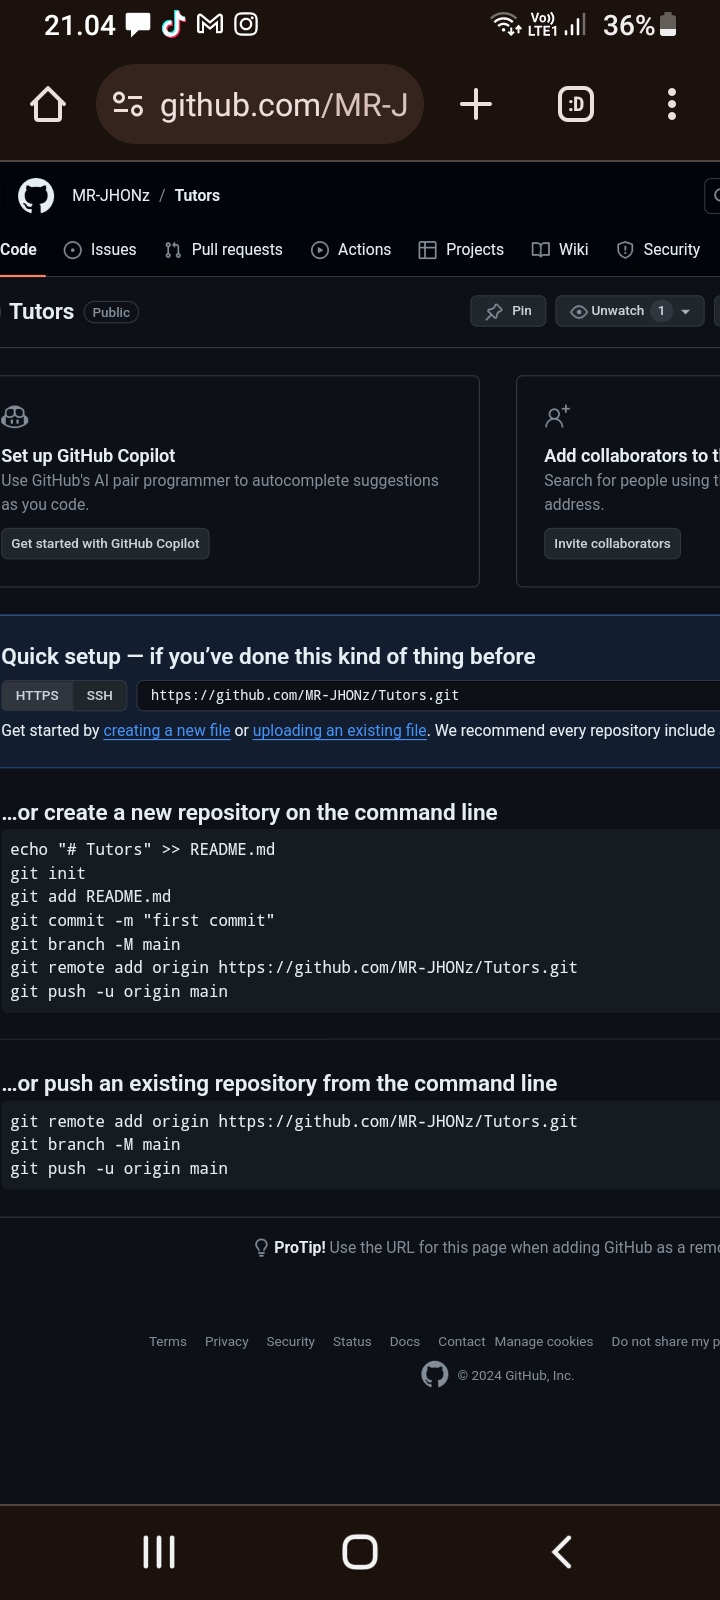 21.04 Vo)) LTE1 36%
github.com/MR-J :D
MR-JHONz / Tutors
Code Issues Pull requests Actions Projects Wiki Security
Tutors Public Pin Unwatch 1
Set up GitHub Copilot
Use GitHub's AI pair programmer to autocomplete suggestions
as you code.
Get started with GitHub Copilot
Add collaborators to t
Search for people using t
address.
Invite collaborators
Quick setup — if you've done this kind of thing before
HTTPS SSH https://github.com/MR-JHONz/Tutors.git
Get started by creating a new file or uploading an existing file. We recommend every repository include
…or create a new repository on the command line
echo "# Tutors" >> README.md
git init
git add README.md
git commit -m "first commit"
git branch -M main
git remote add origin https://github.com/MR-JHONz/Tutors.git
git push -u origin main
…or push an existing repository from the command line
git remote add origin https://github.com/MR-JHONz/Tutors.git
git branch -M main
git push -u origin main
ProTip! Use the URL for this page when adding GitHub as a remo
Terms Privacy Security Status Docs Contact Manage cookies Do not share my p
© 2024 GitHub, Inc.